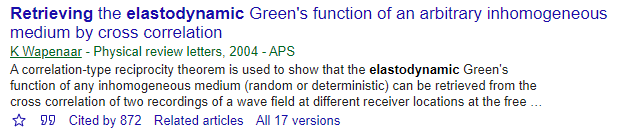 Retrieving the elastodynamic Green's function of an arbitrary inhomogeneous
medium by cross correlation
K Wapenaar - Physical review letters, 2004 - APS
A correlation-type reciprocity theorem is used to show that the elastodynamic Green's
function of any inhomogeneous medium (random or deterministic) can be retrieved from the
cross correlation of two recordings of a wave field at different receiver locations at the free …
Cited by 872 Related articles All 17 versions